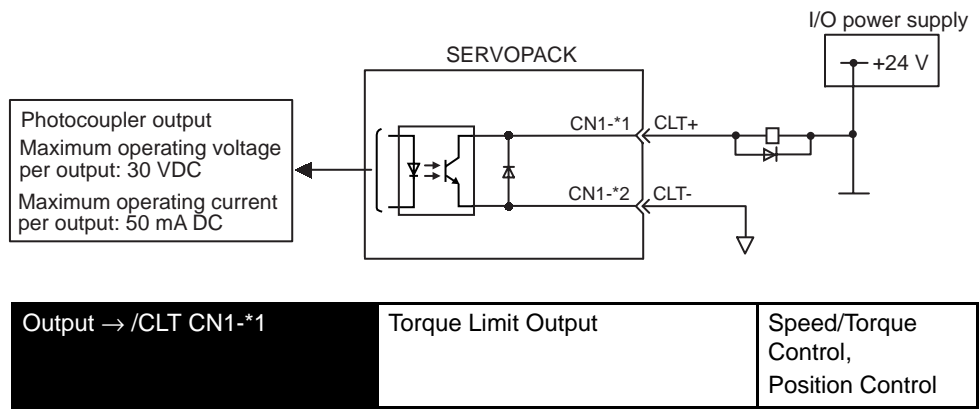 I/O power supply
SERVOPACK
+24 V
Photocoupler output
Maximum operating voltage
per output: 30 VDC
Maximum operating current
per output: 50 mA DC
CN1-*1
CLT+
CN1-*2
CLT-
Output → /CLT CN1-*1
Torque Limit Output
Speed/Torque
Control,
Position Control